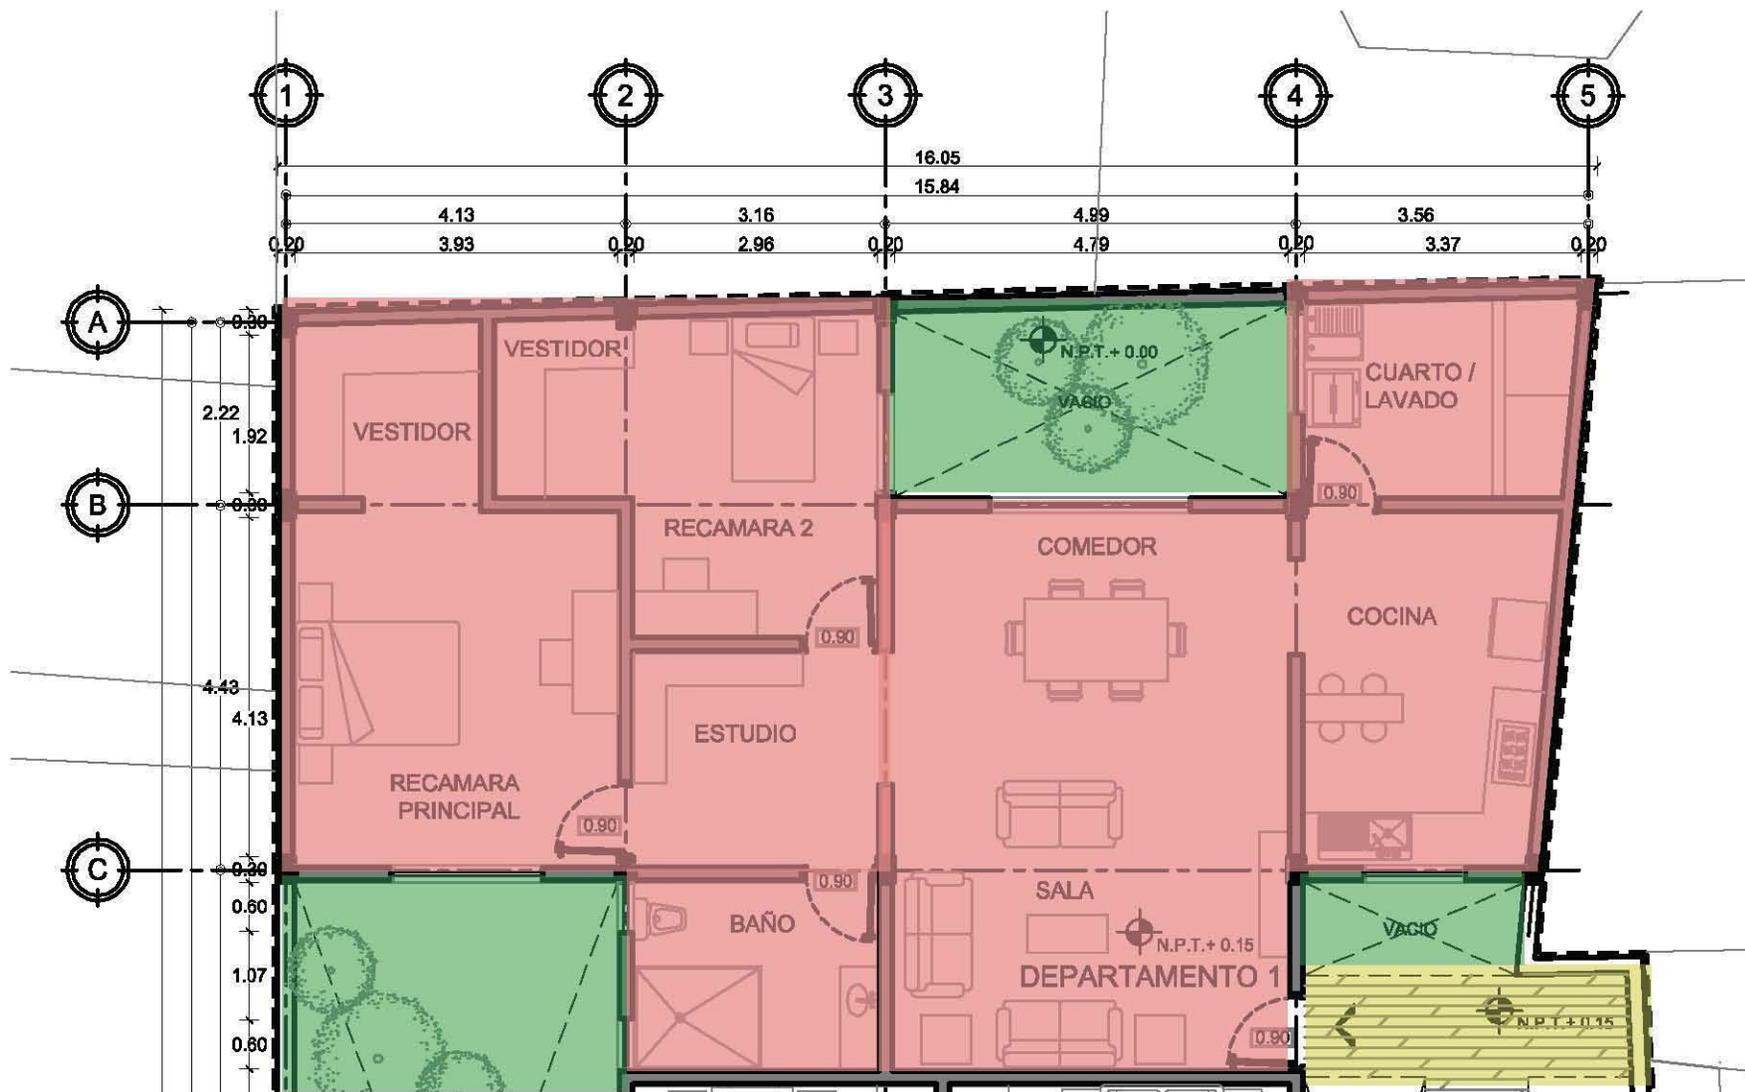 1 2 3 4 5
16.05
15.84
4.13 3.16 4.99 3.56
0.20 3.93 0.20 2.96 0.20 4.79 0.20 3.37 0.20
A
0.30
N.P.T.+ 0.00
VESTIDOR
CUARTO /
LAVADO
VACIO
2.22
1.92
VESTIDOR
B
0.30
0.90
RECAMARA 2
COMEDOR
COCINA
0.90
4.43
4.13
ESTUDIO
RECAMARA
PRINCIPAL
0.90
C
0.30
0.90
SALA
0.60
BAÑO
VACIO
N.P.T.+ 0.15
1.07
DEPARTAMENTO 1
N.P.T.+ 0.15
0.60
0.90